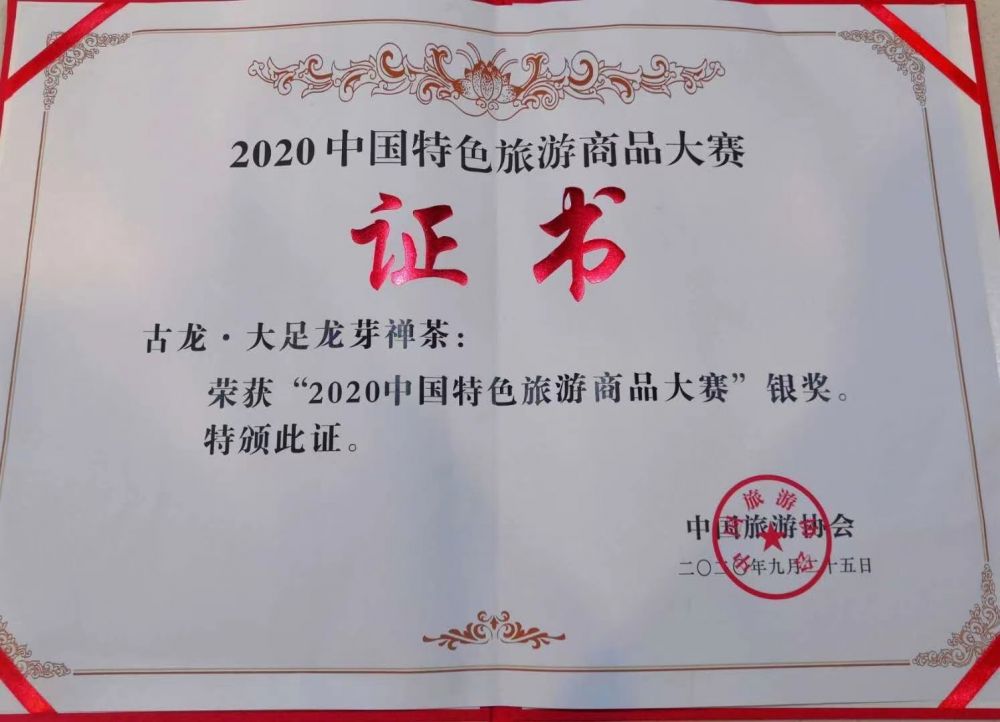 2020中国特色旅游商品大赛
证书
古龙·大足龙芽禅茶：
荣获“2020中国特色旅游商品大赛”银奖。
特颁此证。
中国旅游协会
二〇二〇年九月二十五日